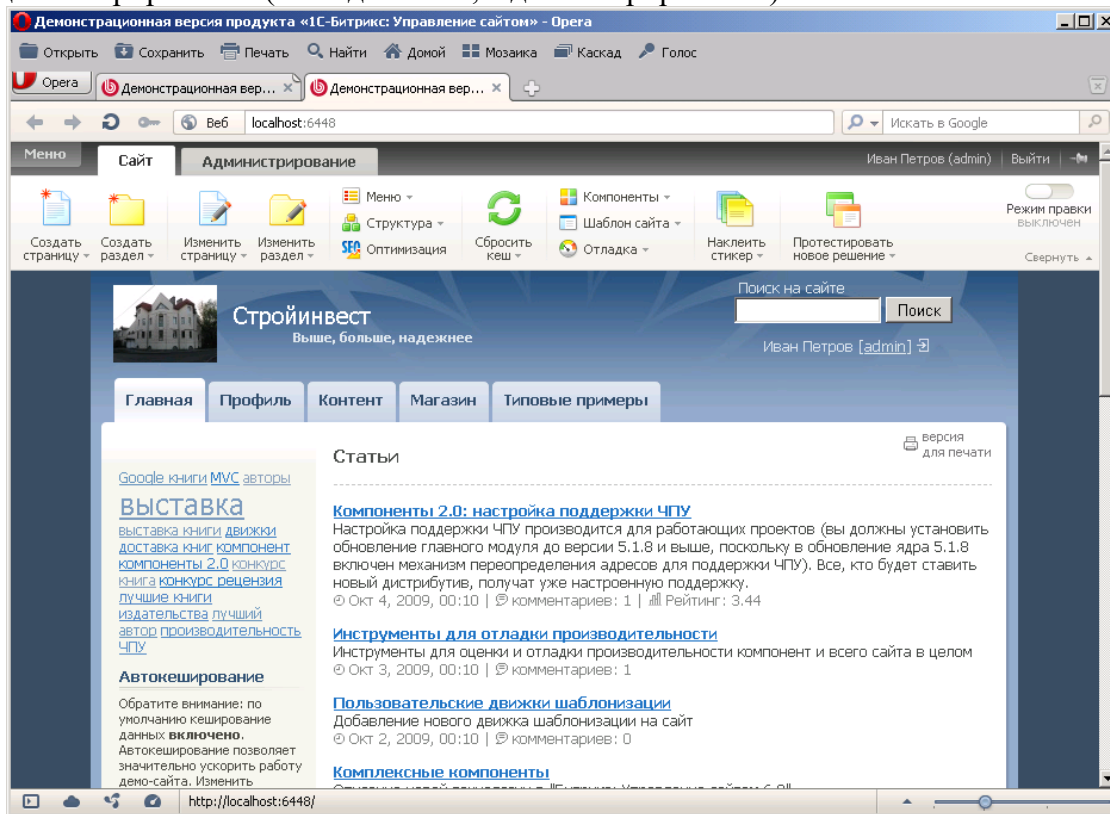 Демонстрационная версия продукта «1С-Битрикс: Управление сайтом» - Opera
Открыть Сохранить Печать Найти Домой Мозаика Каскад Голос
Opera Демонстрационная вер... Демонстрационная вер...
Веб localhost:6448 Искать в Google
Меню Сайт Администрирование Иван Петров (admin) Выйти
Создать страницу
Создать раздел
Изменить страницу
Изменить раздел
Меню
Структура
SEO Оптимизация
Сбросить кеш
Компоненты
Шаблон сайта
Отладка
Наклеить стикер
Протестировать новое решение
Режим правки
выключен
Свернуть
Стройинвест
Выше, больше, надежнее
Поиск на сайте
Поиск
Иван Петров [admin]
Главная Профиль Контент Магазин Типовые примеры
версия
для печати
Google книги MVC авторы
выставка
выставка книги движки
доставка книг компонент
компоненты 2.0 конкурс
книга конкурс рецензия
лучшие книги
издательства лучший
автор производительность
ЧПУ
Автокеширование
Обратите внимание: по
умолчанию кеширование
данных включено.
Автокеширование позволяет
значительно ускорить работу
демо-сайта. Изменить
Статьи
Компоненты 2.0: настройка поддержки ЧПУ
Настройка поддержки ЧПУ производится для работающих проектов (вы должны установить
обновление главного модуля до версии 5.1.8 и выше, поскольку в обновление ядра 5.1.8
включен механизм переопределения адресов для поддержки ЧПУ). Все, кто будет ставить
новый дистрибутив, получат уже настроенную поддержку.
Окт 4, 2009, 00:10 | комментариев: 1 | Рейтинг: 3.44
Инструменты для отладки производительности
Инструменты для оценки и отладки производительности компонент и всего сайта в целом
Окт 3, 2009, 00:10 | комментариев: 1
Пользовательские движки шаблонизации
Добавление нового движка шаблонизации на сайт
Окт 2, 2009, 00:10 | комментариев: 0
Комплексные компоненты
http://localhost:6448/